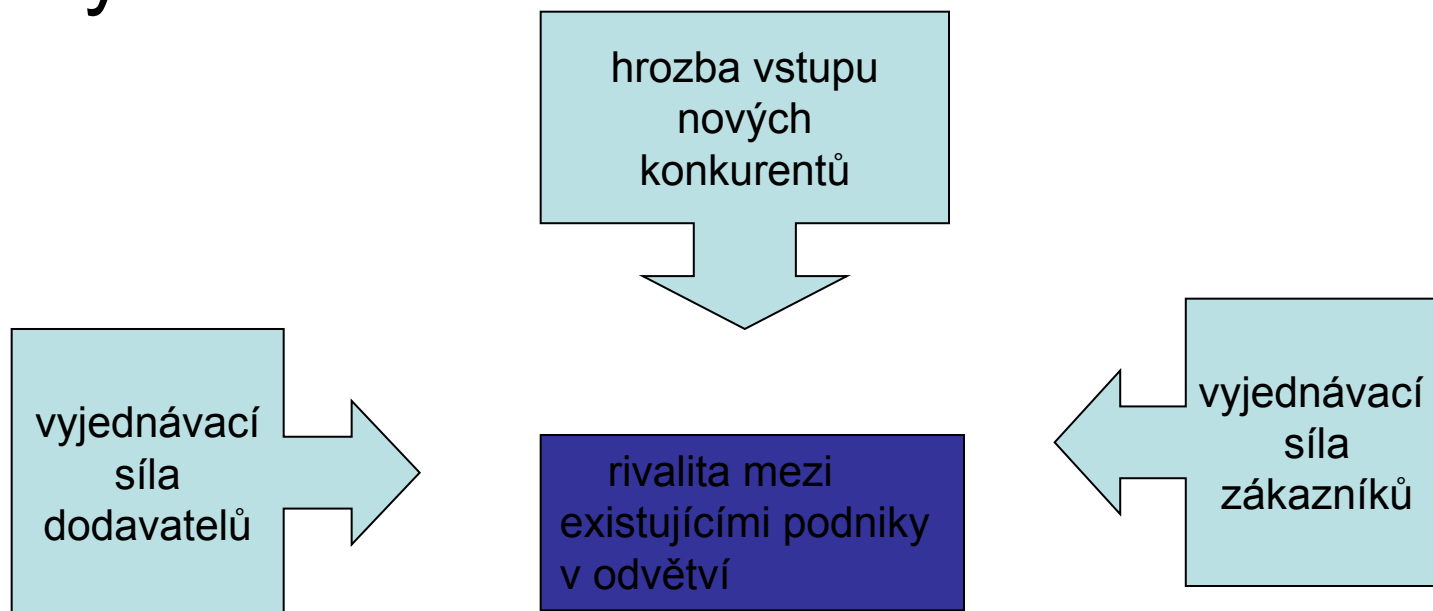 hrozba vstupu
nových
konkurentů
vyjednávací
síla
dodavatelů
rivalita mezi
existujícími podniky
v odvětví
vyjednávací
síla
zákazníků